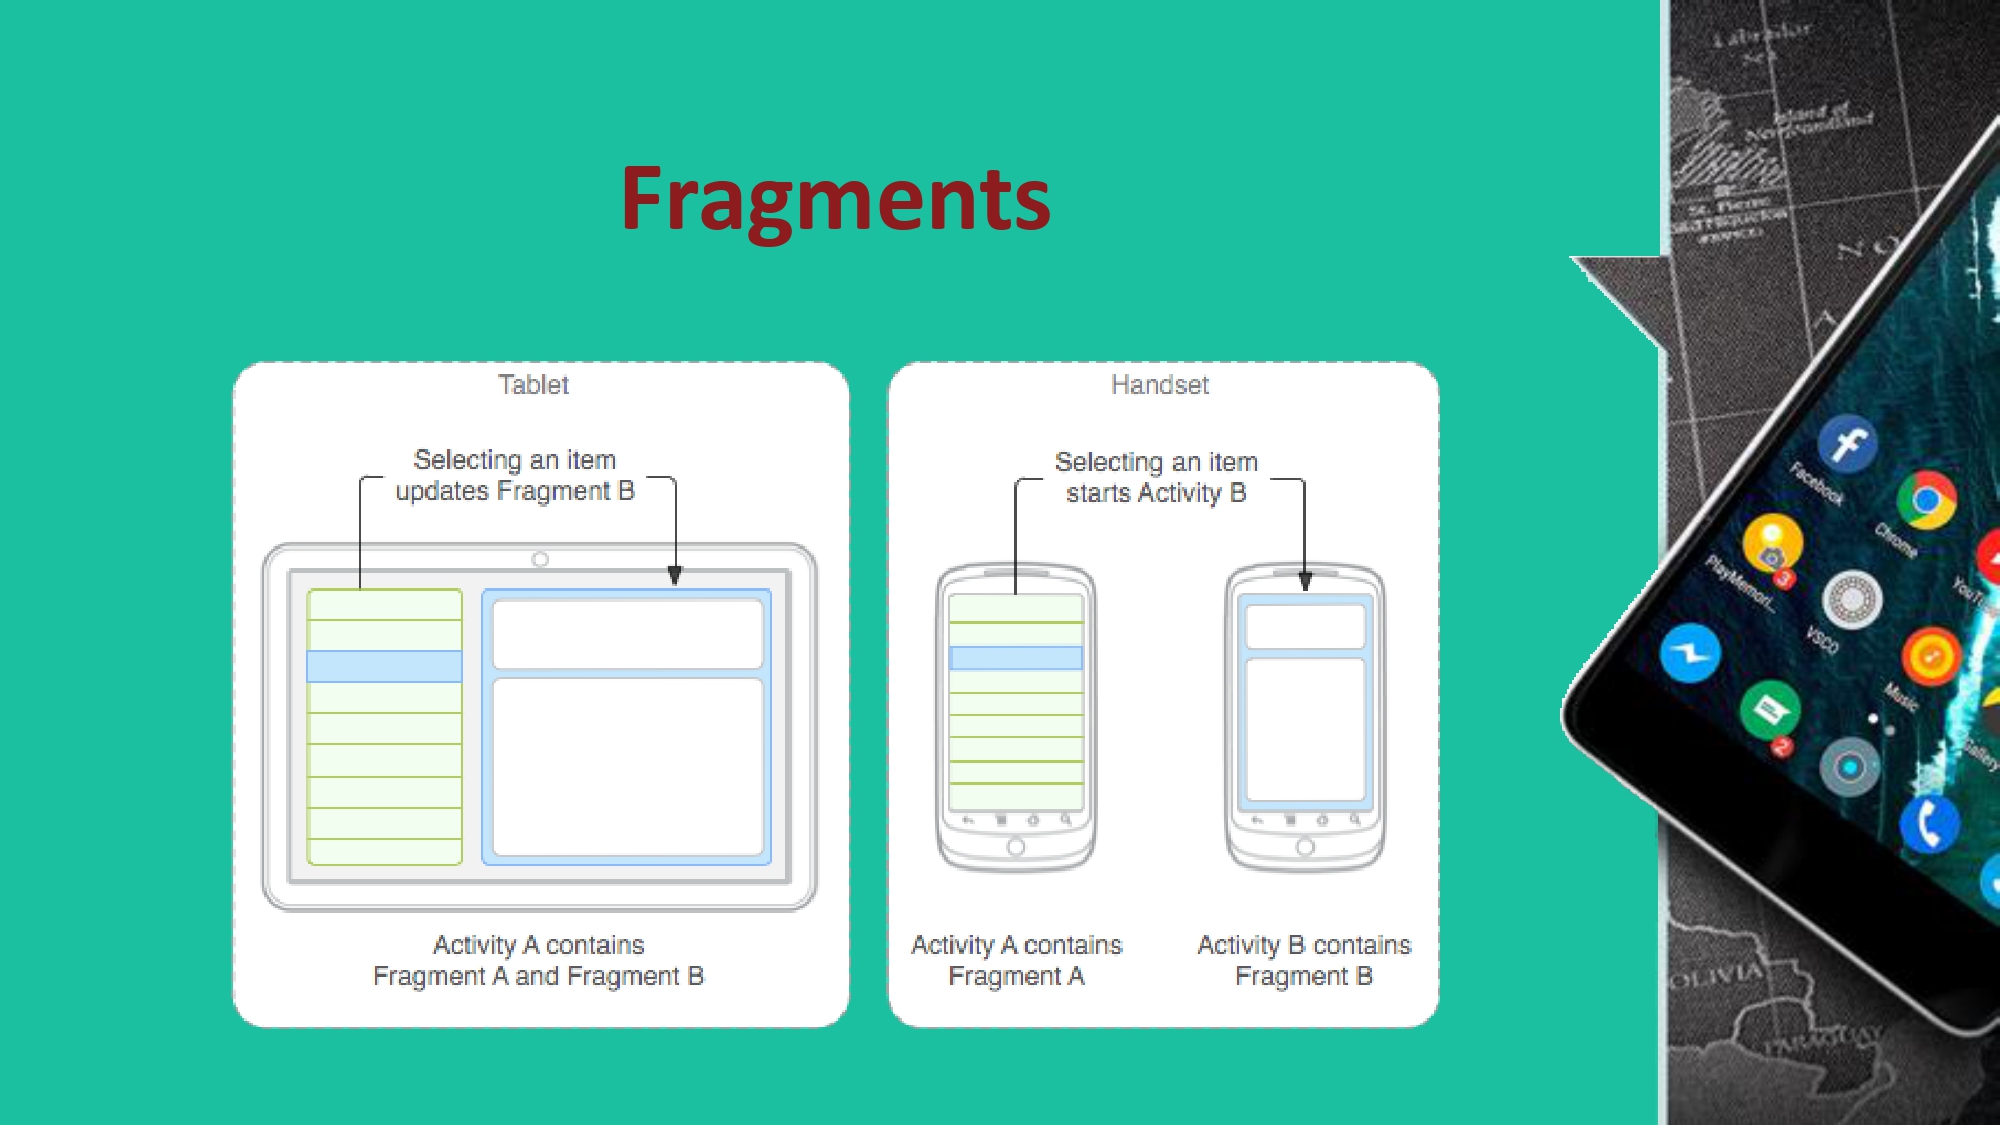 Fragments
Tablet
Selecting an item
updates Fragment B
Activity A contains
Fragment A and Fragment B
Handset
Selecting an item
starts Activity B
Activity A contains
Fragment A
Activity B contains
Fragment B
Labrador
Island of
Newfoundland
St. Pierre
Facebook
Chrome
PlayMemori...
3
VSCO
Music
2
Gallery
OLIVIA
PARAGUAY